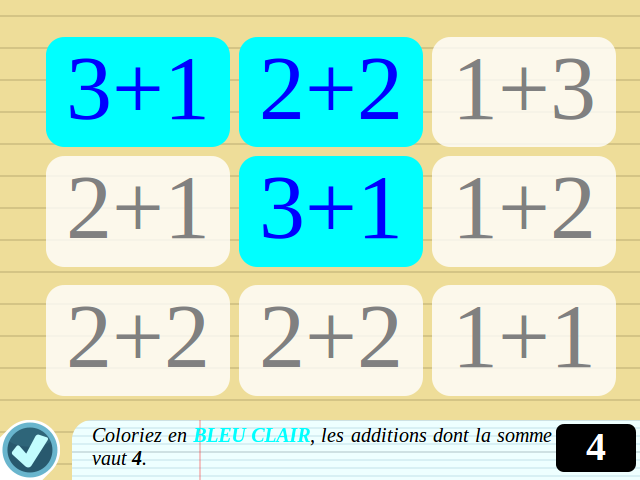 3+1 2+2 1+3
2+1 3+1 1+2
2+2 2+2 1+1
Coloriez en BLEU CLAIR, les additions dont la somme
vaut 4.
4